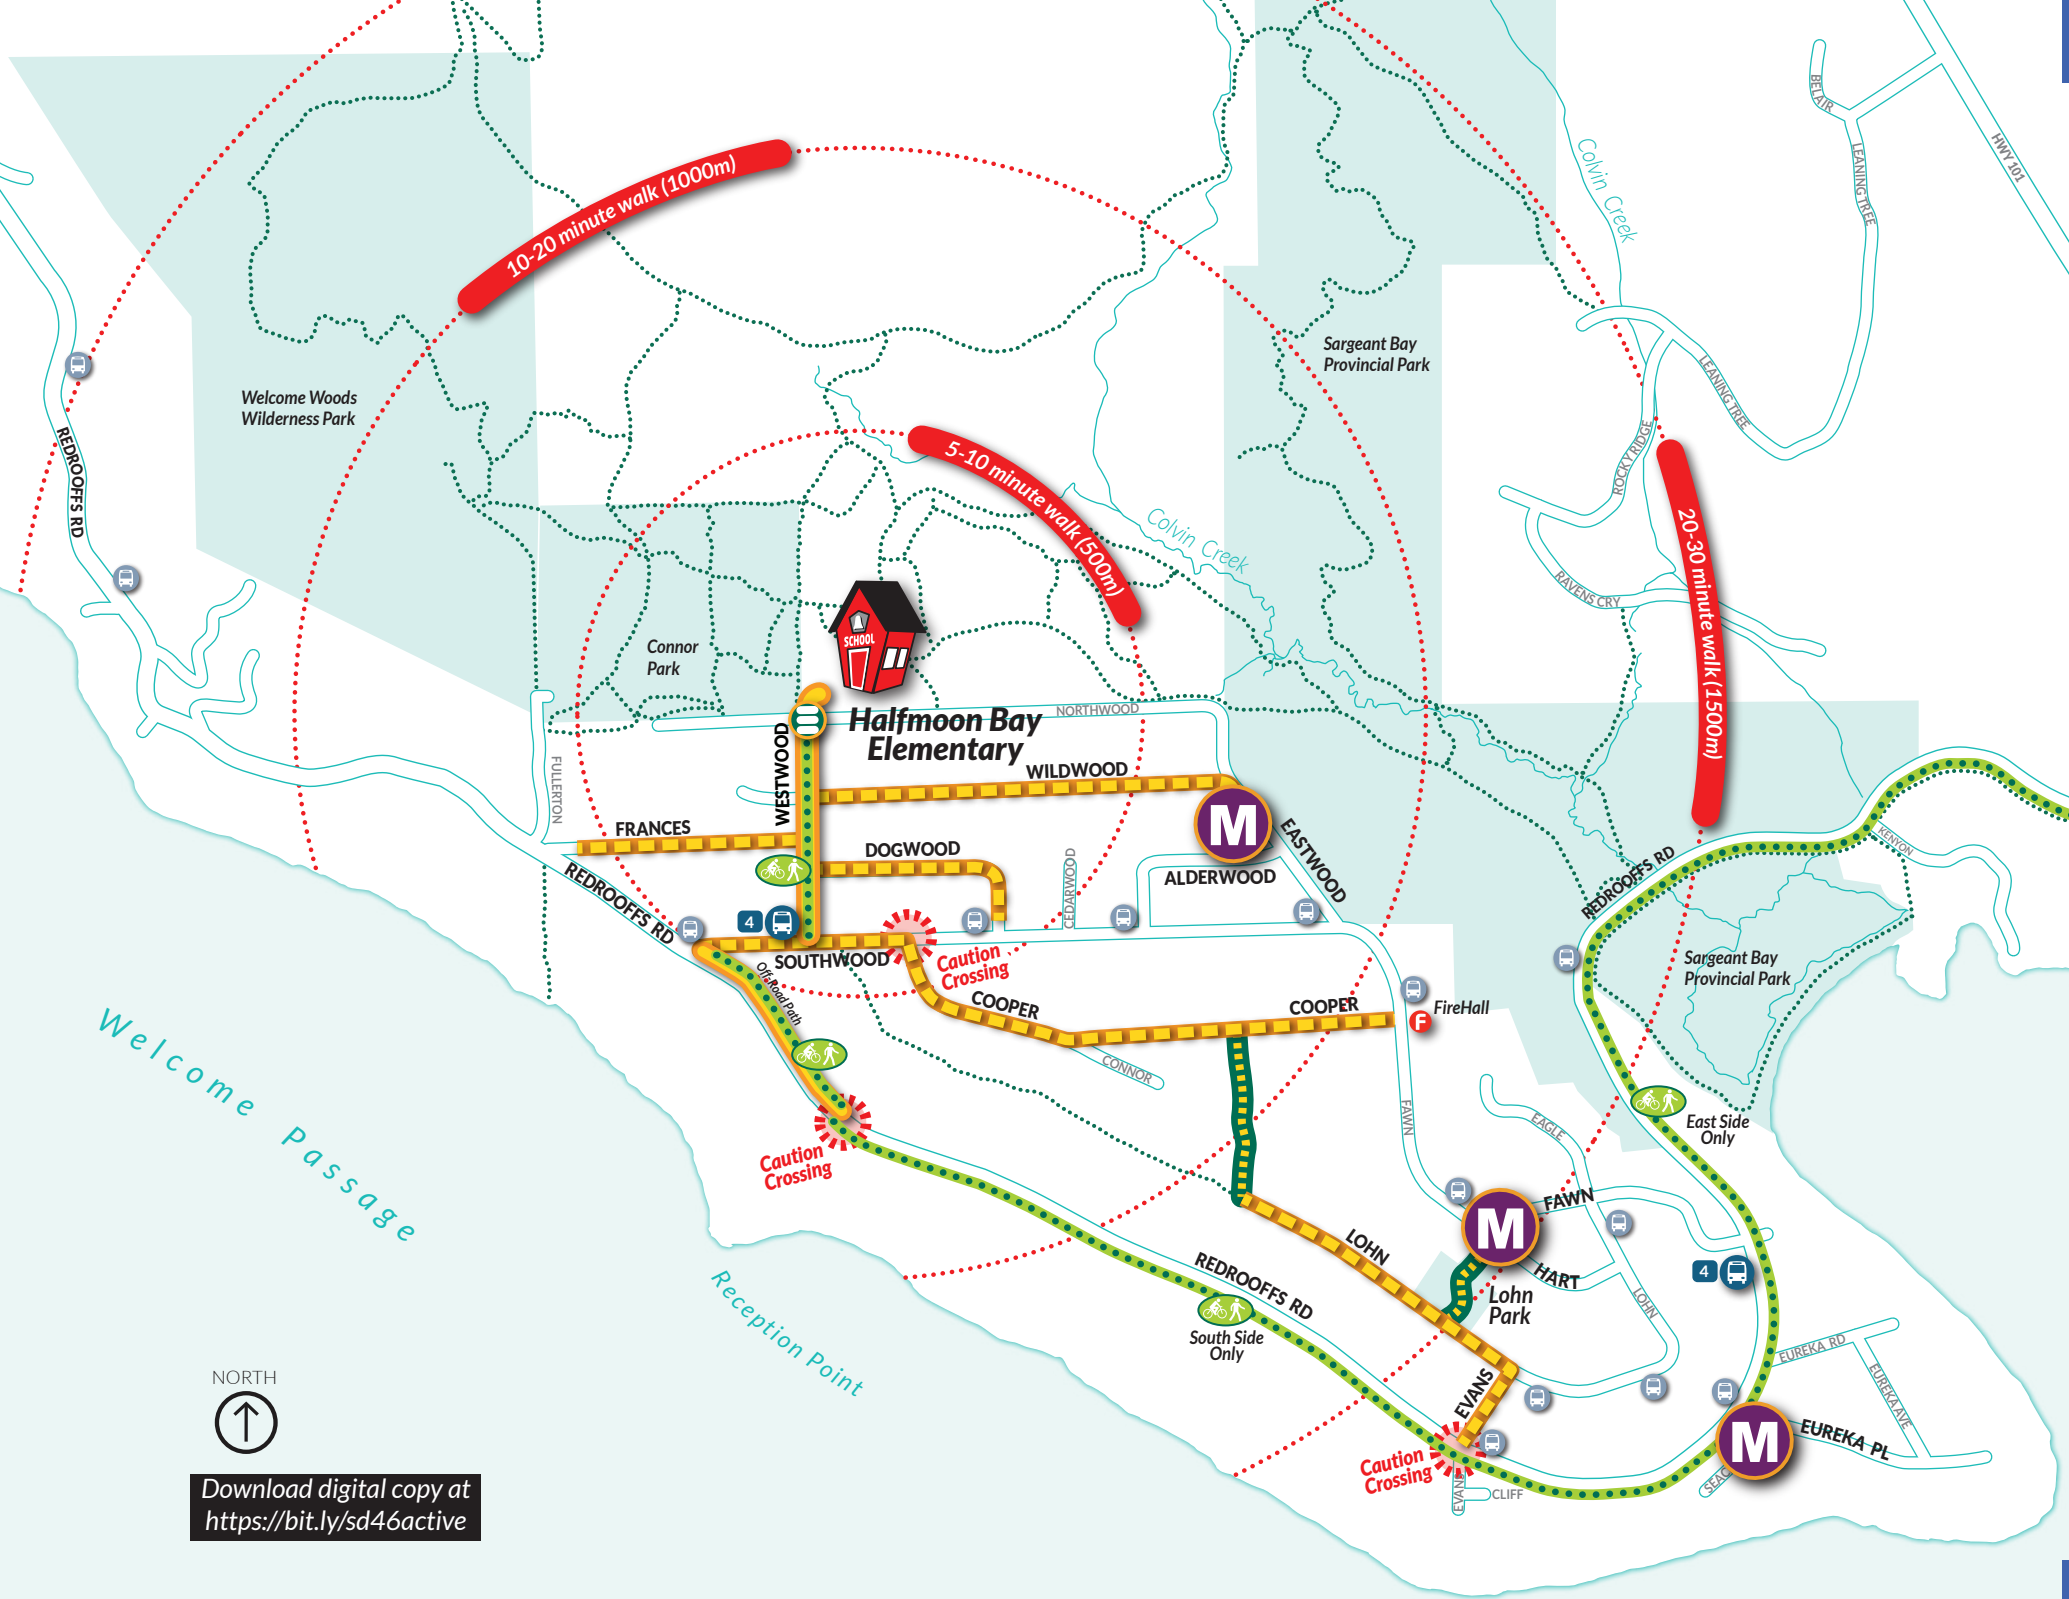 BELAIR
HWY 101
10-20 minute walk (1000m)
LEANING TREE
Colvin Creek
Sargeant Bay
Provincial Park
Welcome Woods
Wilderness Park
LEANING TREE
REDROOFFS RD
5-10 minute walk (500m)
ROCKY RIDGE
Colvin Creek
20-30 minute walk (1500m)
RAVENS CRY
SCHOOL
Connor
Park
NORTHWOOD
Halfmoon Bay
Elementary
WESTWOOD
FULLERTON
WILDWOOD
M
FRANCES
DOGWOOD
EASTWOOD
CEDARWOOD
ALDERWOOD
KENYON
REDROOFFS RD
REDROOFFS RD
4
SOUTHWOOD
Caution
Crossing
Sargeant Bay
Provincial Park
Off Road Path
COOPER
COOPER
F
FireHall
CONNOR
FAWN
EAGLE
East Side
Only
Caution
Crossing
Welcome Passage
M
FAWN
LOHN
HART
4
REDROOFFS RD
Lohn
Park
LOHN
Reception Point
South Side
Only
EUREKA RD
EUREKA AVE
EVANS
M
EUREKA PL
Caution
Crossing
EVANS
CLIFF
NORTH
Download digital copy at
https://bit.ly/sd46active